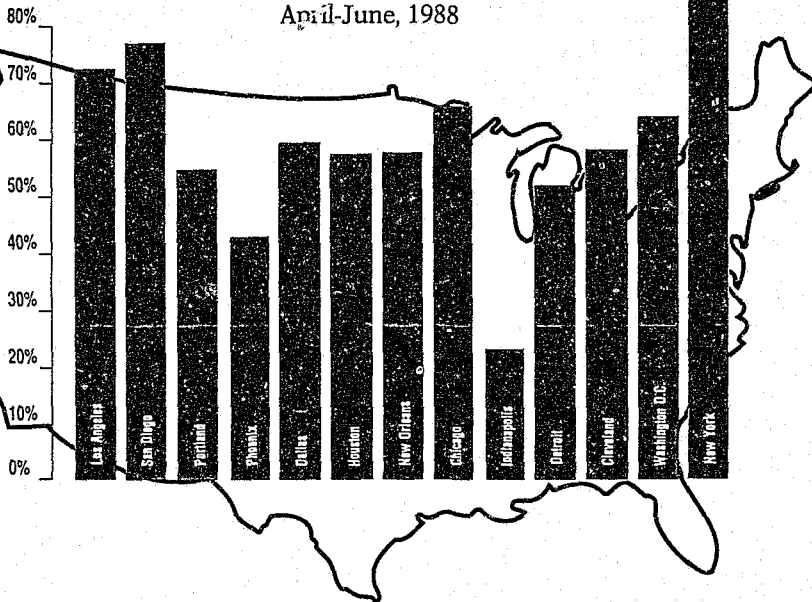 April-June, 1988
80%
70%
60%
50%
40%
30%
20%
10%
0%
Los Angeles
San Diego
Portland
Phoenix
Dallas
Houston
New Orleans
Chicago
Indianapolis
Detroit
Cleveland
Washington D.C.
New York